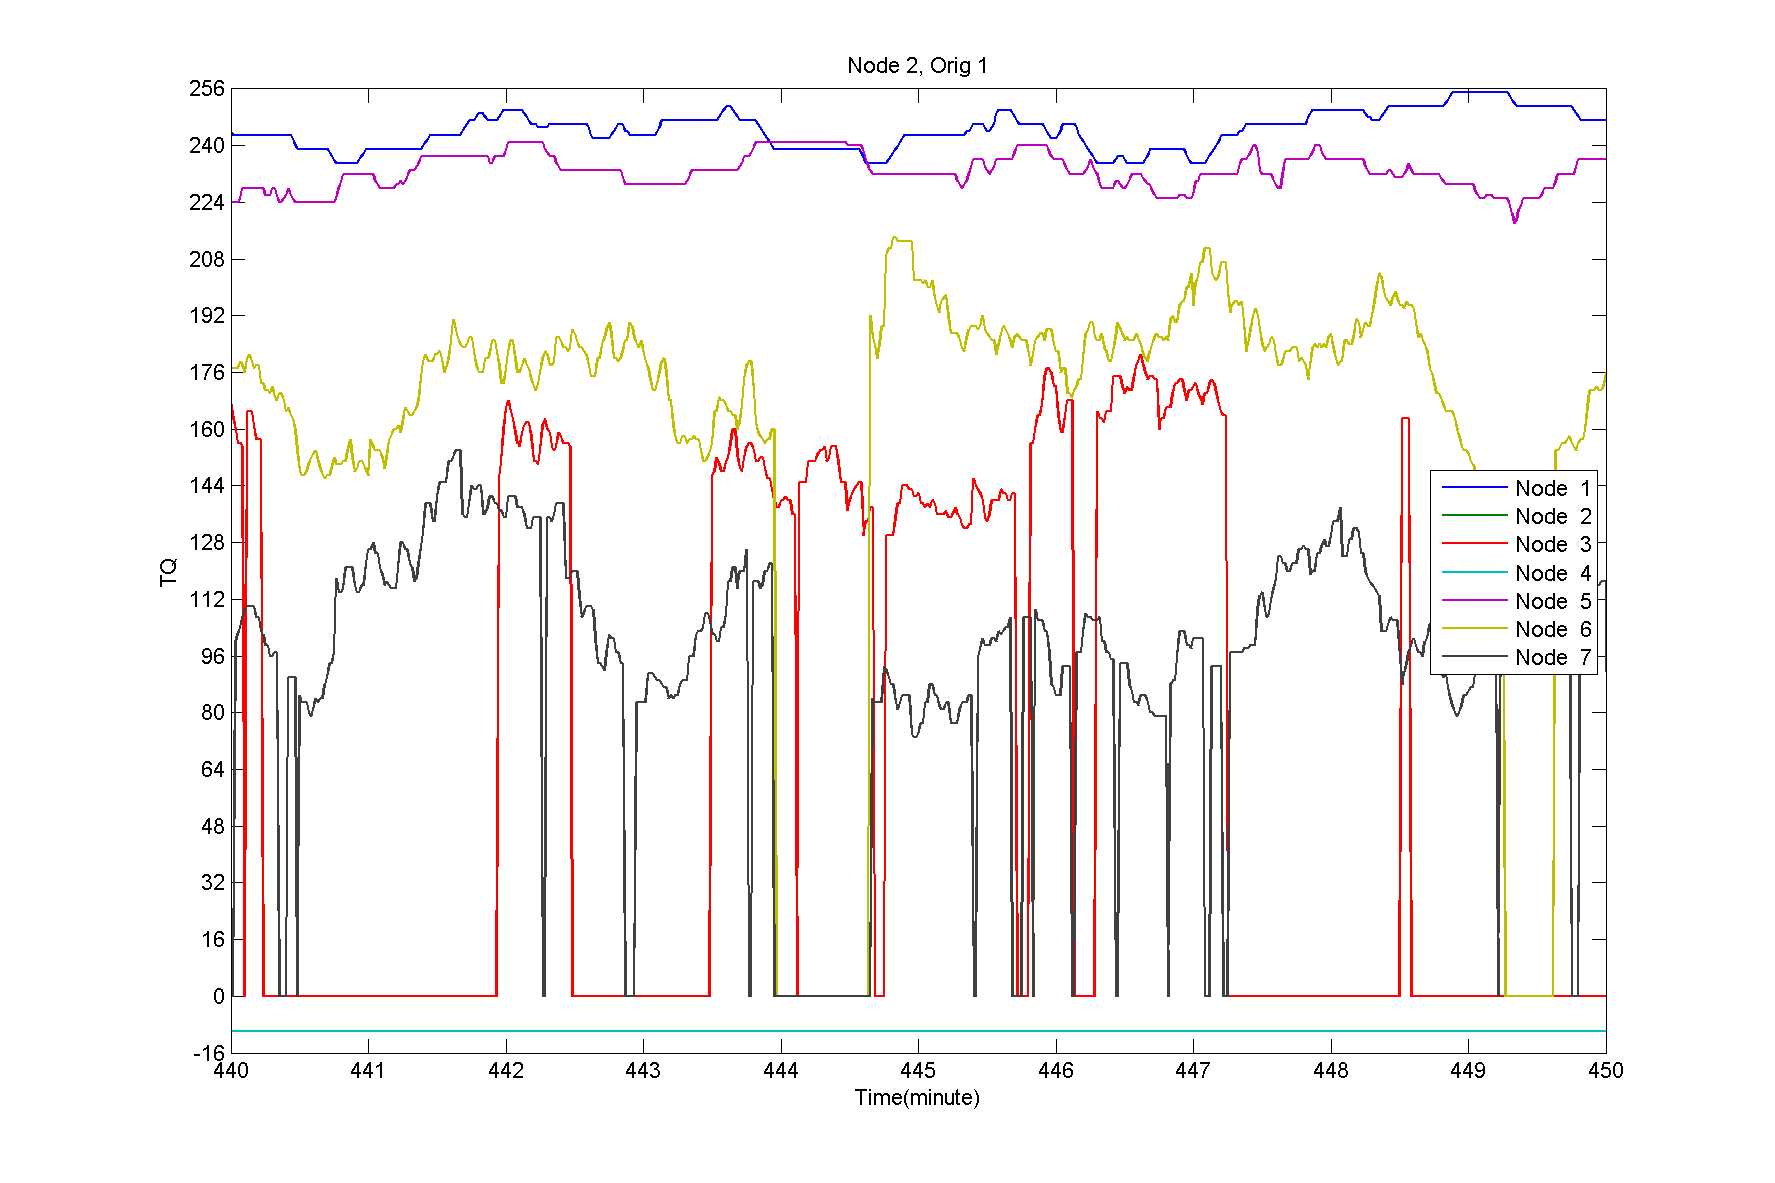 Node 2, Orig 1
256
240
224
208
192
176
160
144
128
112
96
80
64
48
32
16
0
-16
TQ
Node 1
Node 2
Node 3
Node 4
Node 5
Node 6
Node 7
440 441 442 443 444 445 446 447 448 449 450
Time(minute)